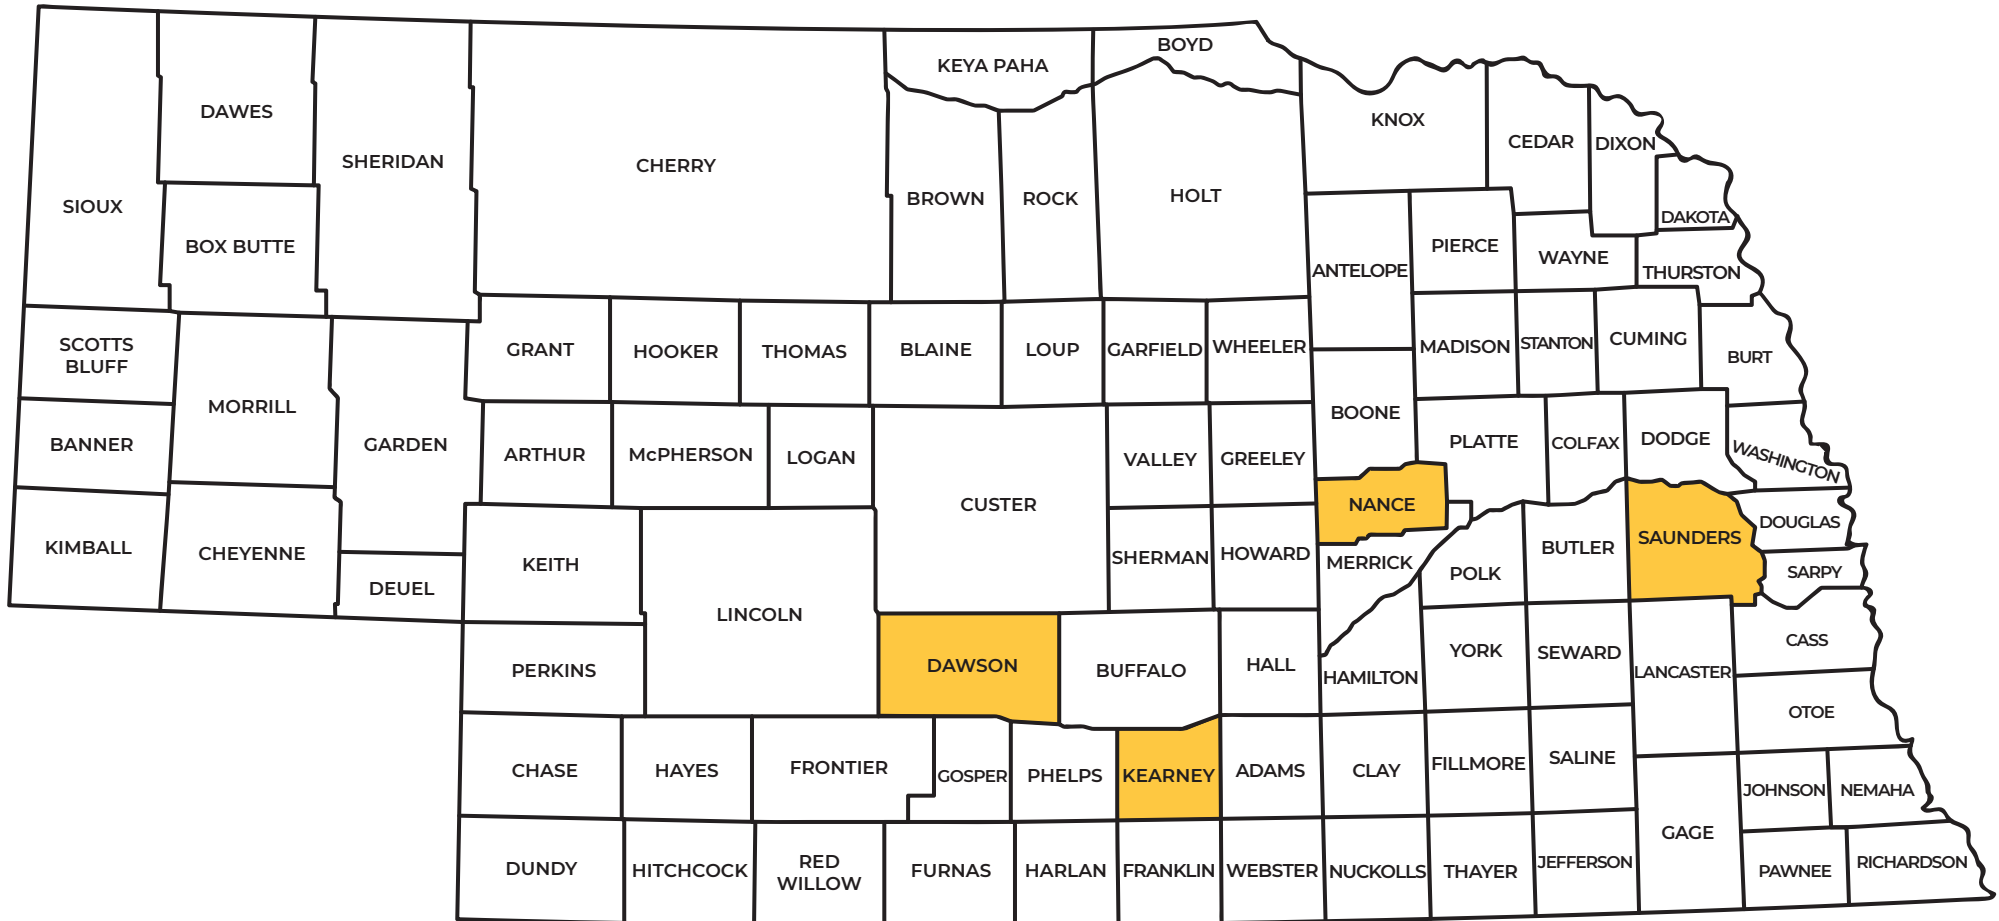 BOYD
KEYA PAHA
DAWES
KNOX
CEDAR
DIXON
SHERIDAN
CHERRY
SIOUX
BROWN
ROCK
HOLT
DAKOTA
BOX BUTTE
PIERCE
WAYNE
ANTELOPE
THURSTON
SCOTTS
BLUFF
GRANT
HOOKER
THOMAS
BLAINE
LOUP
GARFIELD
WHEELER
MADISON
STANTON
CUMING
BURT
MORRILL
BOONE
BANNER
GARDEN
ARTHUR
McPHERSON
LOGAN
VALLEY
GREELEY
PLATTE
COLFAX
DODGE
WASHINGTON
CUSTER
NANCE
DOUGLAS
KIMBALL
CHEYENNE
KEITH
SHERMAN
HOWARD
MERRICK
POLK
BUTLER
SAUNDERS
SARPY
DEUEL
LINCOLN
PERKINS
DAWSON
BUFFALO
HALL
HAMILTON
YORK
SEWARD
LANCASTER
CASS
OTOE
CHASE
HAYES
FRONTIER
GOSPER
PHELPS
KEARNEY
ADAMS
CLAY
FILLMORE
SALINE
JOHNSON
NEMAHA
GAGE
DUNDY
HITCHCOCK
RED
WILLOW
FURNAS
HARLAN
FRANKLIN
WEBSTER
NUCKOLLS
THAYER
JEFFERSON
PAWNEE
RICHARDSON